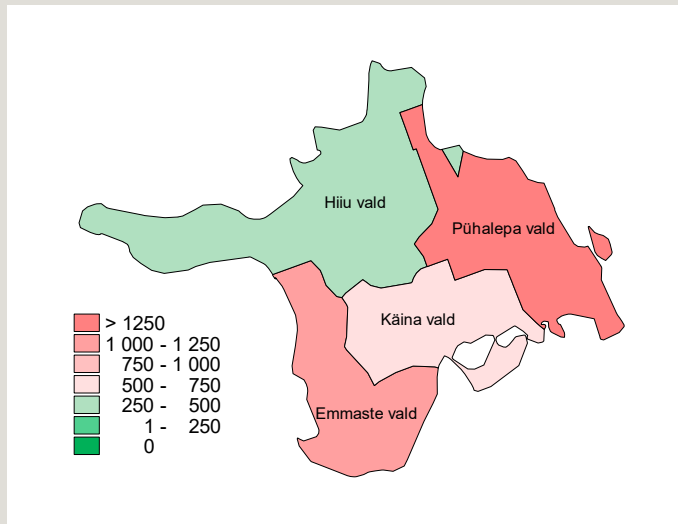 Hiiu vald
Pühalepa vald
Käina vald
Emmaste vald
> 1250
1 000 - 1 250
750 - 1 000
500 - 750
250 - 500
1 - 250
0